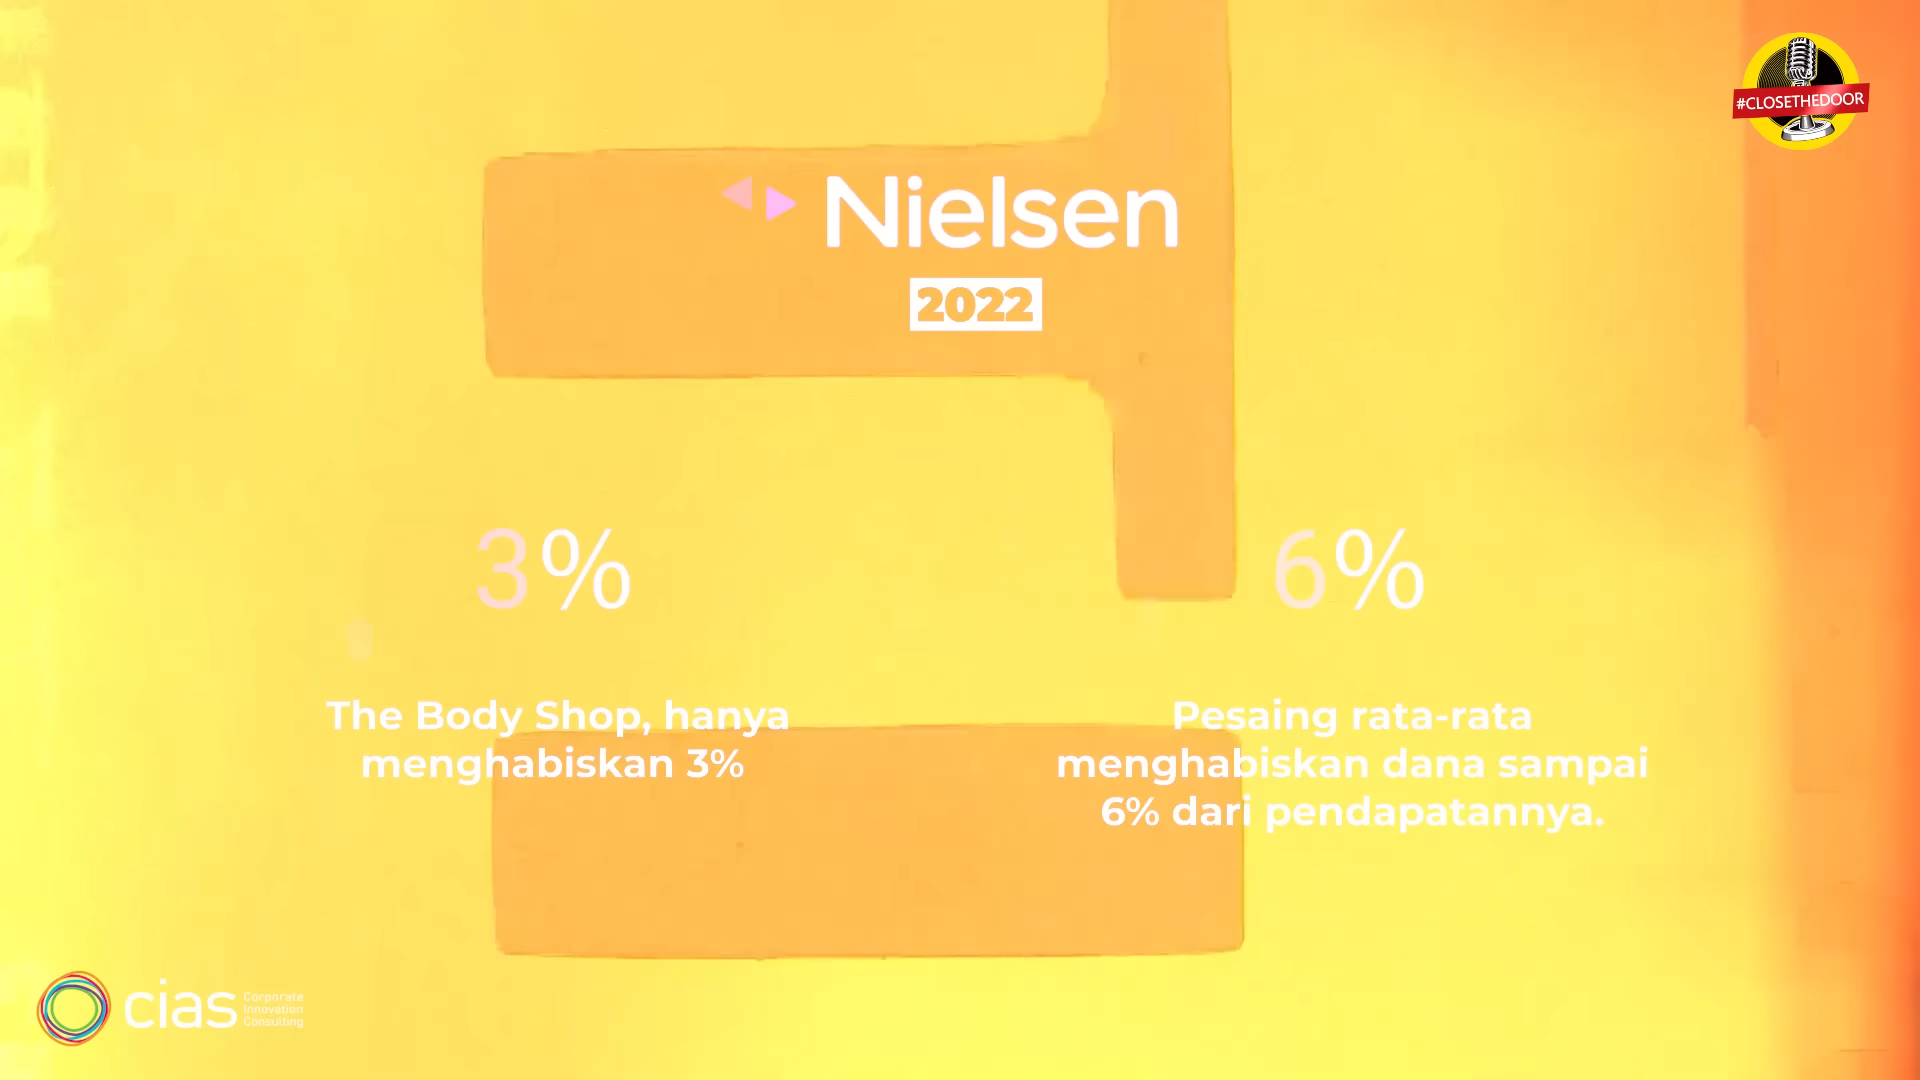 #CLOSETHEDOOR
Nielsen
2022
3%
6%
The Body Shop, hanya
menghabiskan 3%
Pesaing rata-rata
menghabiskan dana sampai
6% dari pendapatannya.
cias
Corporate
Innovation
Consulting